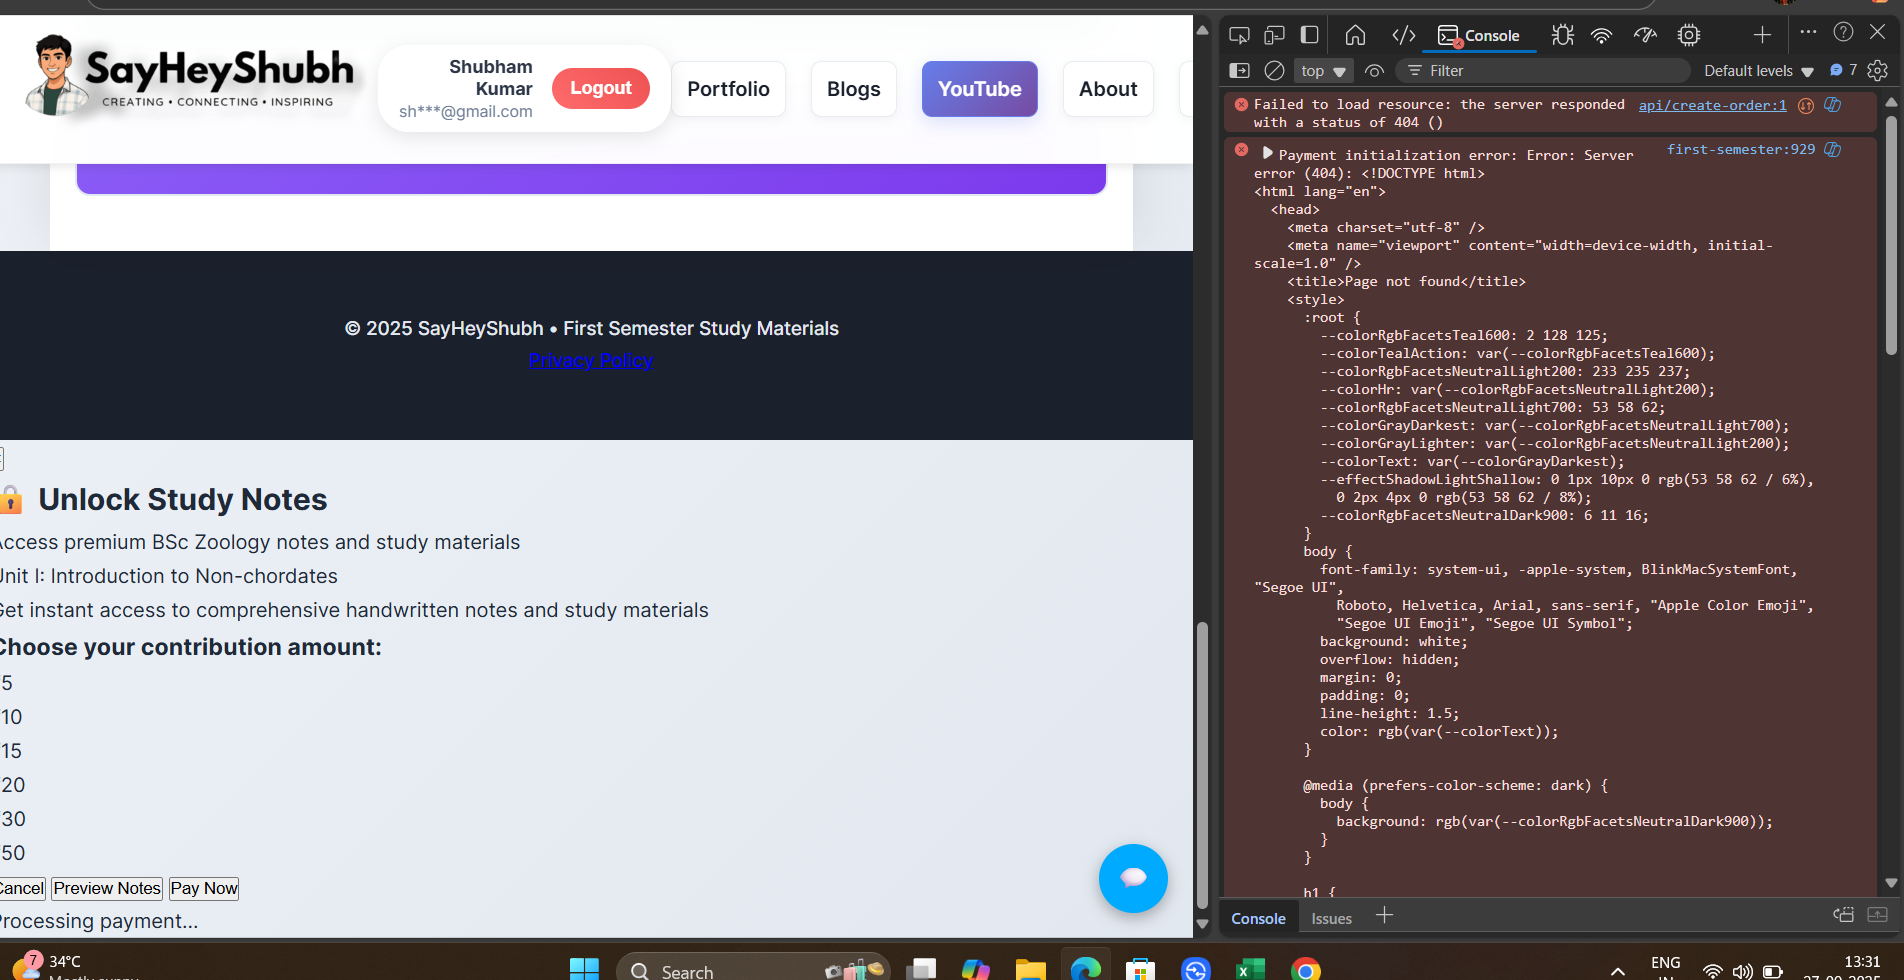 SayHeyShubh
CREATING • CONNECTING • INSPIRING
Shubham
Kumar
sh***@gmail.com
Logout
Portfolio
Blogs
YouTube
About
© 2025 SayHeyShubh • First Semester Study Materials
Privacy Policy
🔒 Unlock Study Notes
Access premium BSc Zoology notes and study materials
Unit I: Introduction to Non-chordates
Get instant access to comprehensive handwritten notes and study materials
Choose your contribution amount:
5
10
15
20
30
50
Cancel
Preview Notes
Pay Now
Processing payment...
Console
top
Filter
Default levels
7
Failed to load resource: the server responded
with a status of 404 ()
api/create-order:1
Payment initialization error: Error: Server
first-semester:929
error (404): <!DOCTYPE html>
<html lang="en">
<head>
<meta charset="utf-8" />
<meta name="viewport" content="width=device-width, initial-
scale=1.0" />
<title>Page not found</title>
<style>
:root {
--colorRgbFacetsTeal600: 2 128 125;
--colorTealAction: var(--colorRgbFacetsTeal600);
--colorRgbFacetsNeutralLight200: 233 235 237;
--colorHr: var(--colorRgbFacetsNeutralLight200);
--colorRgbFacetsNeutralLight700: 53 58 62;
--colorGrayDarkest: var(--colorRgbFacetsNeutralLight700);
--colorGrayLighter: var(--colorRgbFacetsNeutralLight200);
--colorText: var(--colorGrayDarkest);
--effectShadowLightShallow: 0 1px 10px 0 rgb(53 58 62 / 6%),
0 2px 4px 0 rgb(53 58 62 / 8%);
--colorRgbFacetsNeutralDark900: 6 11 16;
}
body {
font-family: system-ui, -apple-system, BlinkMacSystemFont,
"Segoe UI",
Roboto, Helvetica, Arial, sans-serif, "Apple Color Emoji",
"Segoe UI Emoji", "Segoe UI Symbol";
background: white;
overflow: hidden;
margin: 0;
padding: 0;
line-height: 1.5;
color: rgb(var(--colorText));
}
@media (prefers-color-scheme: dark) {
body {
background: rgb(var(--colorRgbFacetsNeutralDark900));
}
}
h1 {
Console
Issues
7
34°C
Search
ENG
13:31